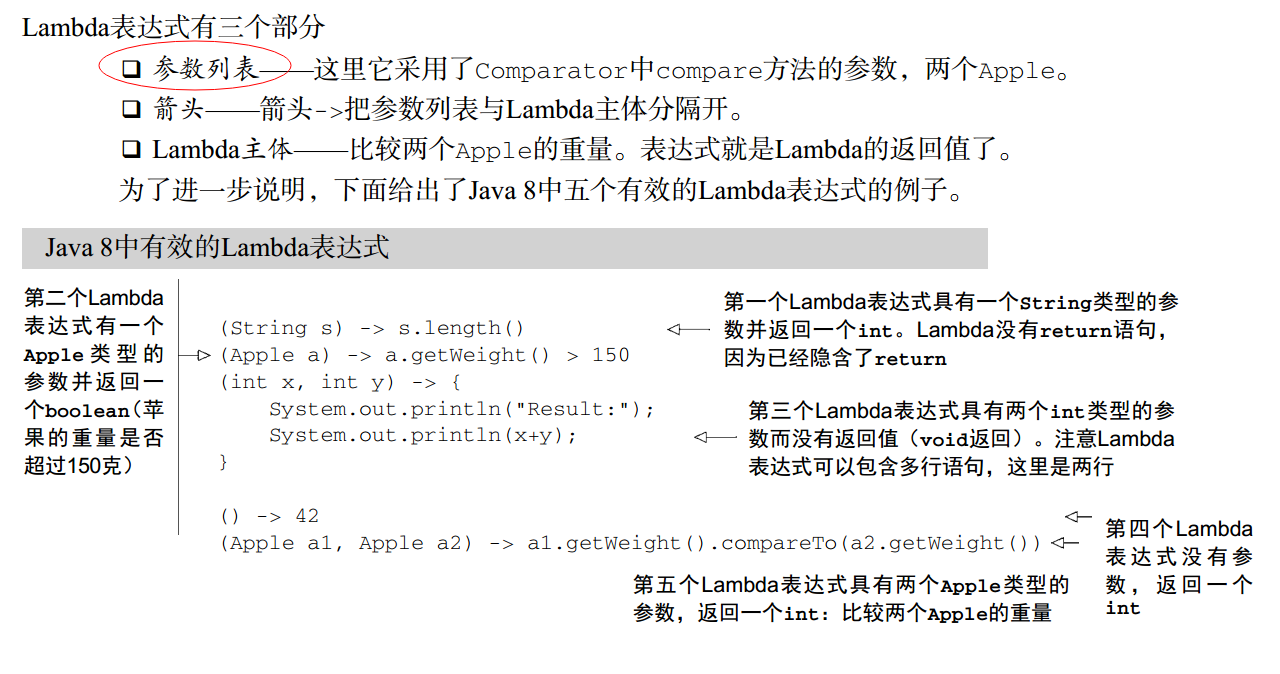 Lambda表达式有三个部分
❏ 参数列表——这里它采用了Comparator中compare方法的参数，两个Apple。
❏ 箭头——箭头->把参数列表与Lambda主体分隔开。
❏ Lambda主体——比较两个Apple的重量。表达式就是Lambda的返回值了。
为了进一步说明，下面给出了Java 8中五个有效的Lambda表达式的例子。
Java 8中有效的Lambda表达式
第二个Lambda
表达式有一个
Apple类型的
参数并返回一
个boolean（苹
果的重量是否
超过150克）
(String s) -> s.length()
(Apple a) -> a.getWeight() > 150
(int x, int y) -> {
    System.out.println("Result:");
    System.out.println(x+y);
}
() -> 42
(Apple a1, Apple a2) -> a1.getWeight().compareTo(a2.getWeight())
第一个Lambda表达式具有一个String类型的参
数并返回一个int。Lambda没有return语句，
因为已经隐含了return
第三个Lambda表达式具有两个int类型的参
数而没有返回值（void返回）。注意Lambda
表达式可以包含多行语句，这里是两行
第四个Lambda
表达式没有参
数，返回一个
int
第五个Lambda表达式具有两个Apple类型的
参数，返回一个int：比较两个Apple的重量